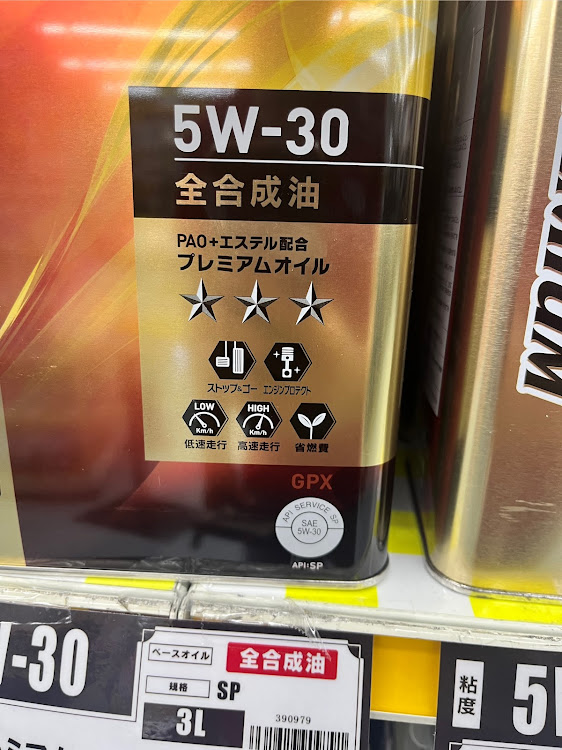 5W-30
全合成油
PAO+エステル配合
プレミアムオイル
ストップ&ゴー エンジンプロテクト
LOW
Km/h
HIGH
Km/h
低速走行 高速走行 省燃費
GPX
API SERVICE SP
SAE
5W-30
API:SP
-30
ベースオイル 全合成油
規格 SP
3L
390979
粘度